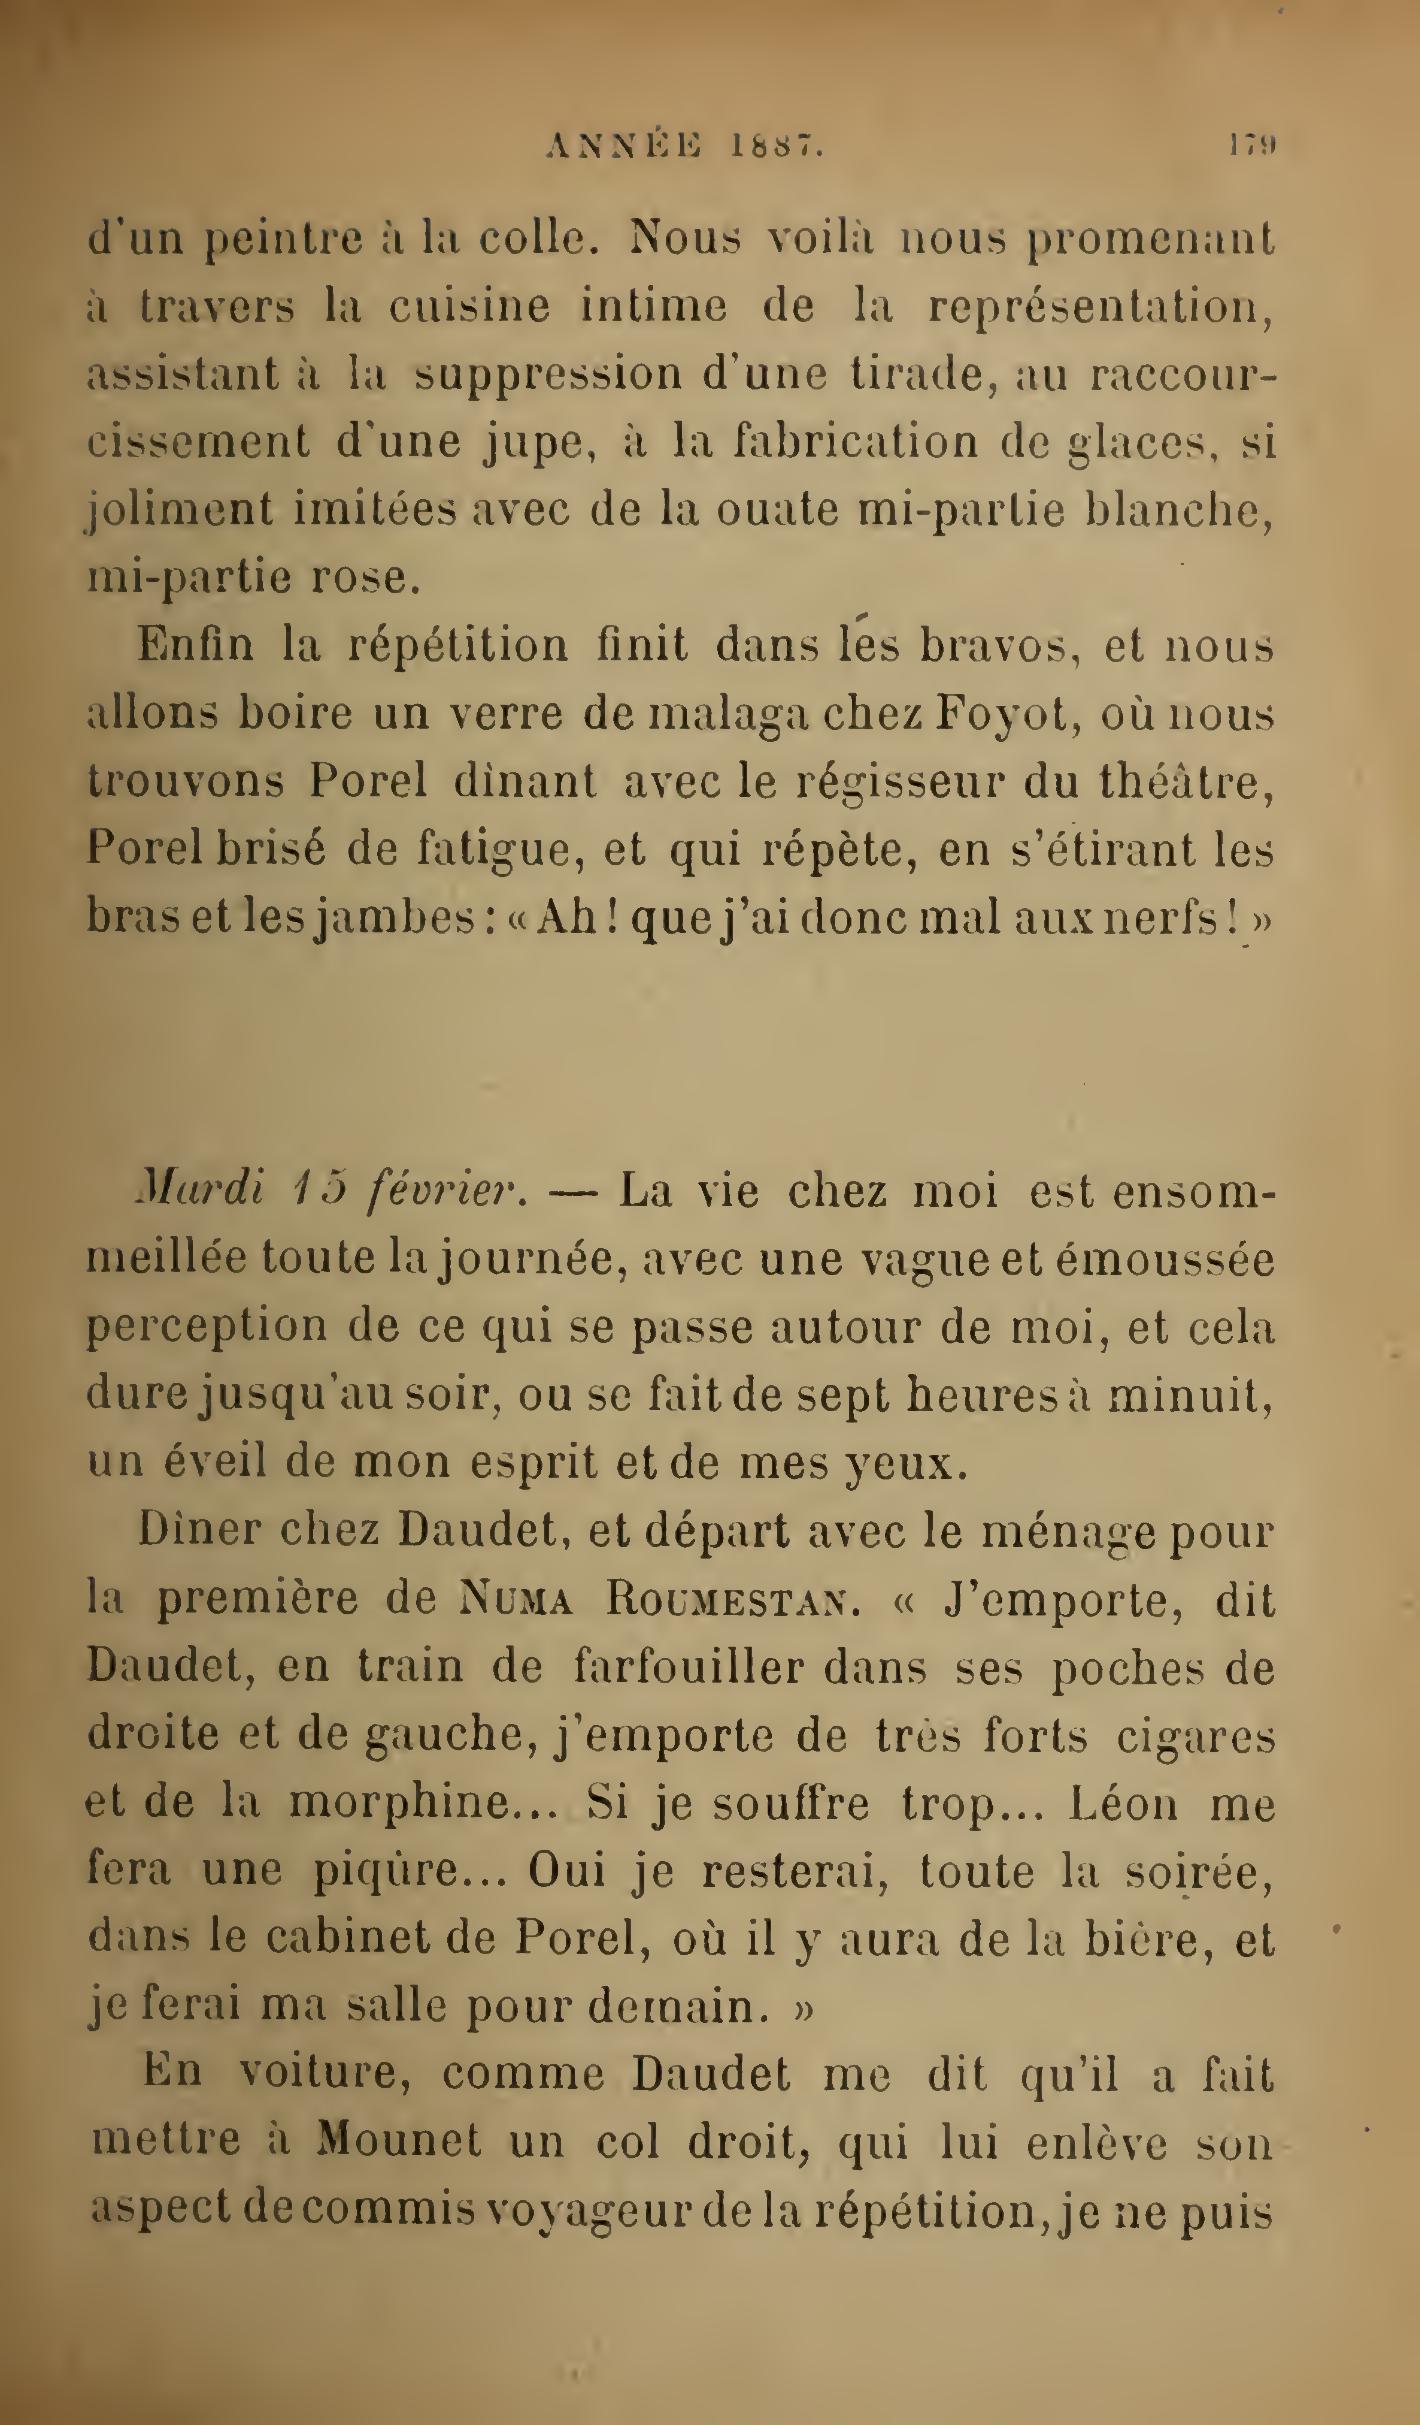 ANNÉE 1887. 179
d'un peintre à la colle. Nous voilà nous promenant
à travers la cuisine intime de la représentation,
assistant à la suppression d'une tirade, au raccour-
cissement d'une jupe, à la fabrication de glaces, si
joliment imitées avec de la ouate mi-partie blanche,
mi-partie rose.
Enfin la répétition finit dans les bravos, et nous
allons boire un verre de malaga chez Foyot, où nous
trouvons Porel dînant avec le régisseur du théâtre,
Porel brisé de fatigue, et qui répète, en s'étirant les
bras et les jambes : « Ah ! que j'ai donc mal aux nerfs ! »
Mardi 15 février. — La vie chez moi est ensom-
meillée toute la journée, avec une vague et émoussée
perception de ce qui se passe autour de moi, et cela
dure jusqu'au soir, ou se fait de sept heures à minuit,
un éveil de mon esprit et de mes yeux.
Dîner chez Daudet, et départ avec le ménage pour
la première de NUMA ROUMESTAN. « J'emporte, dit
Daudet, en train de farfouiller dans ses poches de
droite et de gauche, j'emporte de très forts cigares
et de la morphine... Si je souffre trop... Léon me
fera une piqûre... Oui je resterai, toute la soirée,
dans le cabinet de Porel, où il y aura de la bière, et
je ferai ma salle pour demain. »
En voiture, comme Daudet me dit qu'il a fait
mettre à Mounet un col droit, qui lui enlève son
aspect de commis voyageur de la répétition, je ne puis